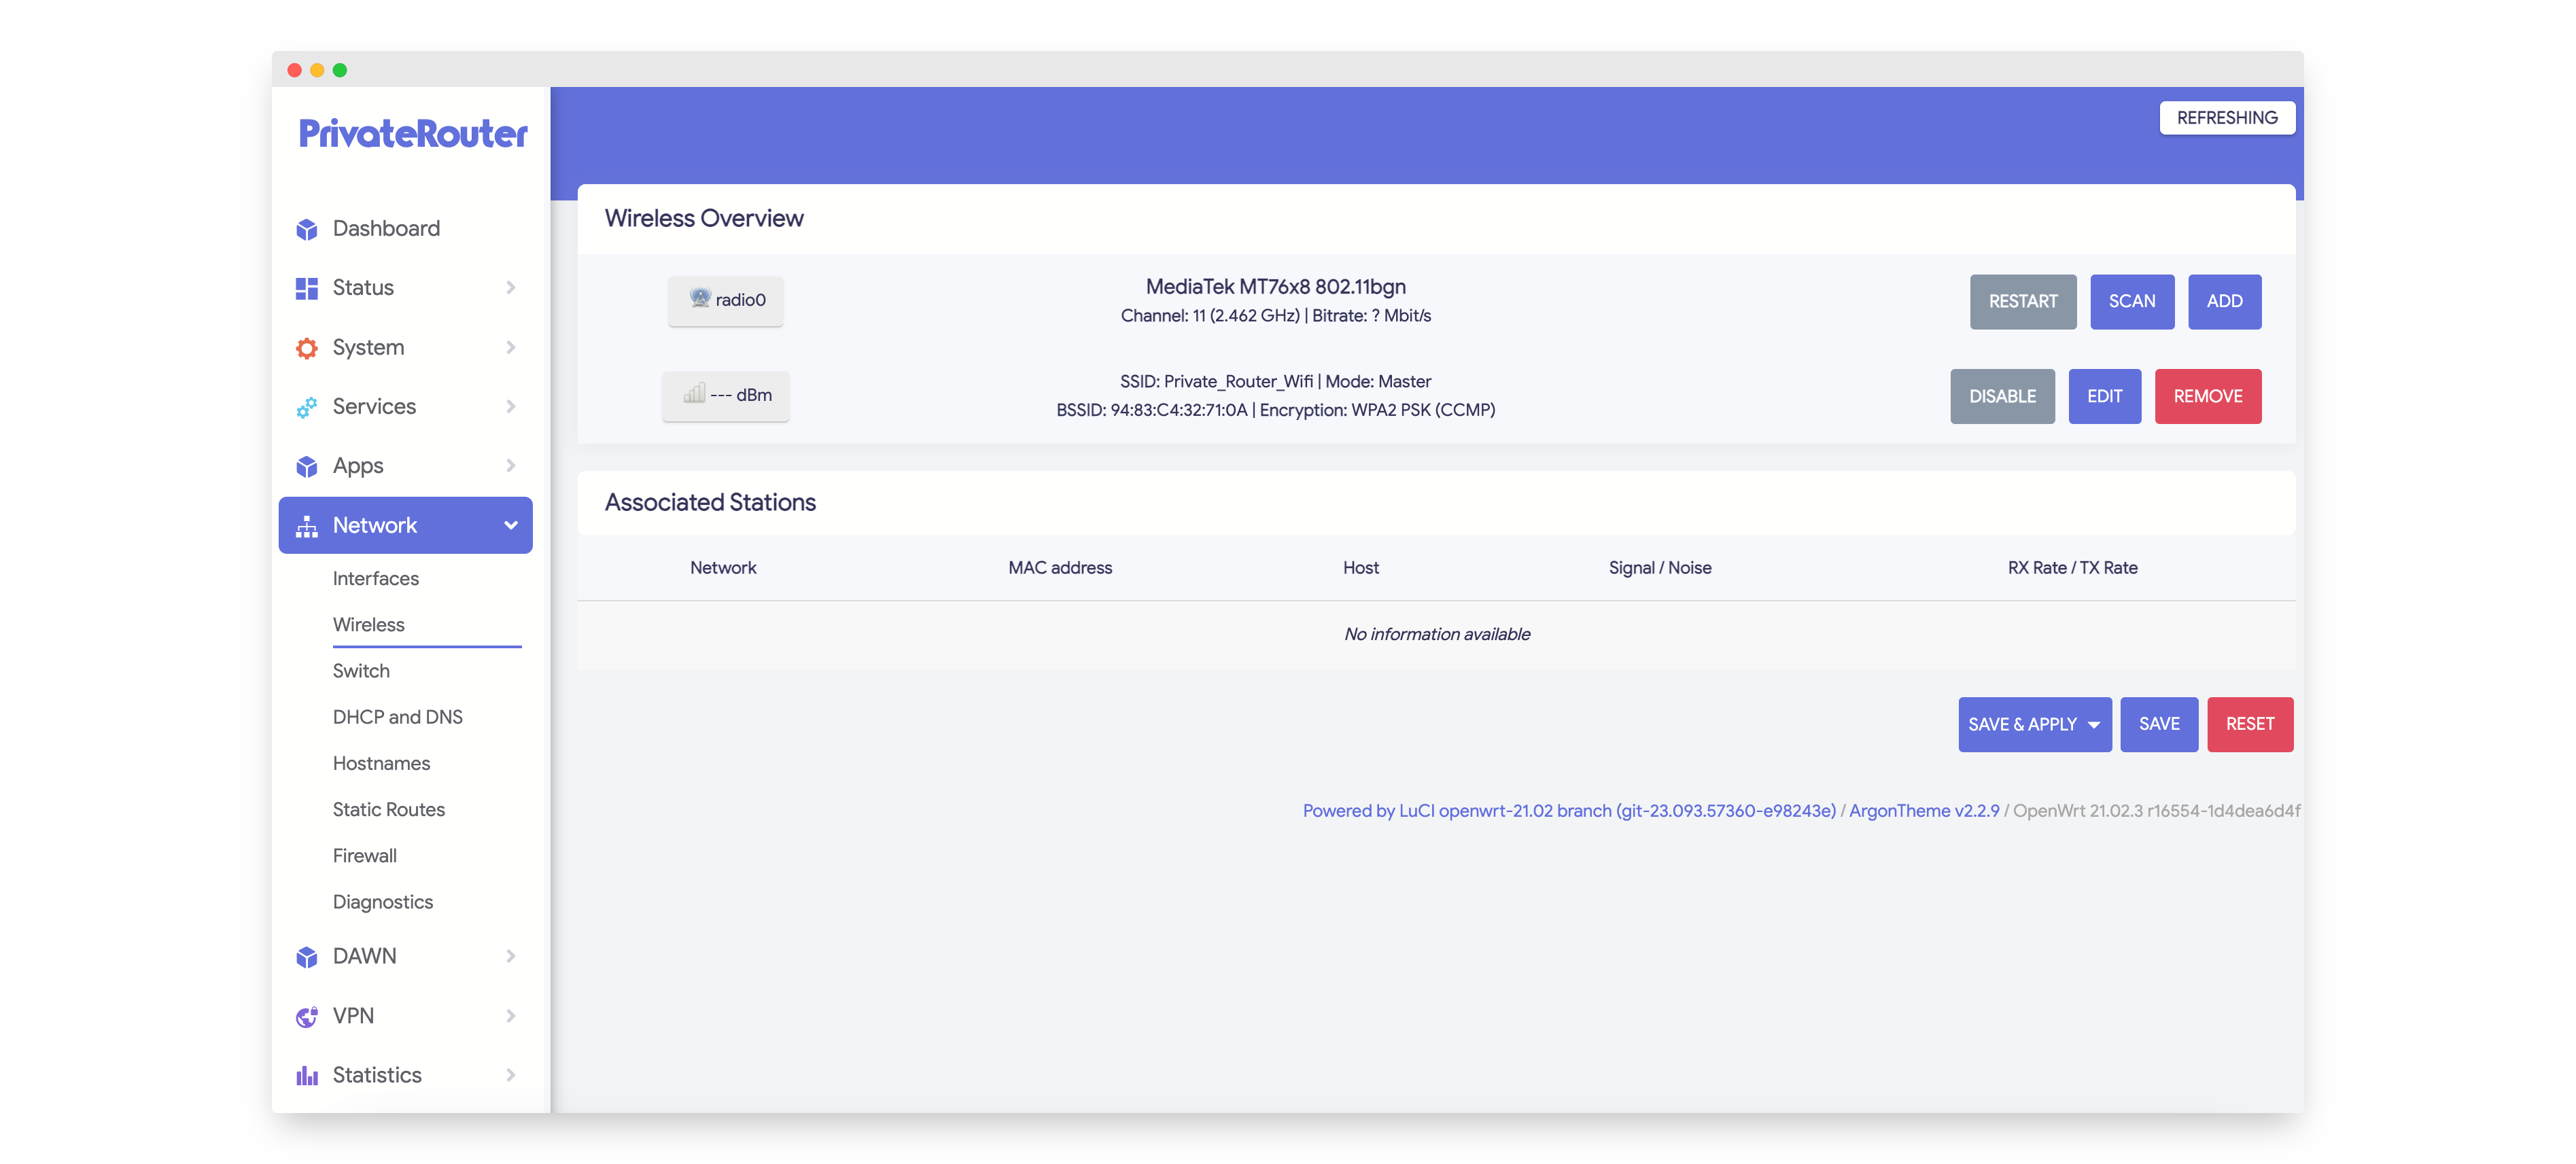 PrivateRouter
REFRESHING
Dashboard
Status
System
Services
Apps
Network
Interfaces
Wireless
Switch
DHCP and DNS
Hostnames
Static Routes
Firewall
Diagnostics
DAWN
VPN
Statistics
Wireless Overview
radio0
MediaTek MT76x8 802.11bgn
Channel: 11 (2.462 GHz) | Bitrate: ? Mbit/s
RESTART SCAN ADD
--- dBm
SSID: Private_Router_Wifi | Mode: Master
BSSID: 94:83:C4:32:71:0A | Encryption: WPA2 PSK (CCMP)
DISABLE EDIT REMOVE
Associated Stations
Network MAC address Host Signal / Noise RX Rate / TX Rate
No information available
SAVE & APPLY SAVE RESET
Powered by LuCI openwrt-21.02 branch (git-23.093.57360-e98243e) / ArgonTheme v2.2.9 / OpenWrt 21.02.3 r16554-1d4dea6d4f